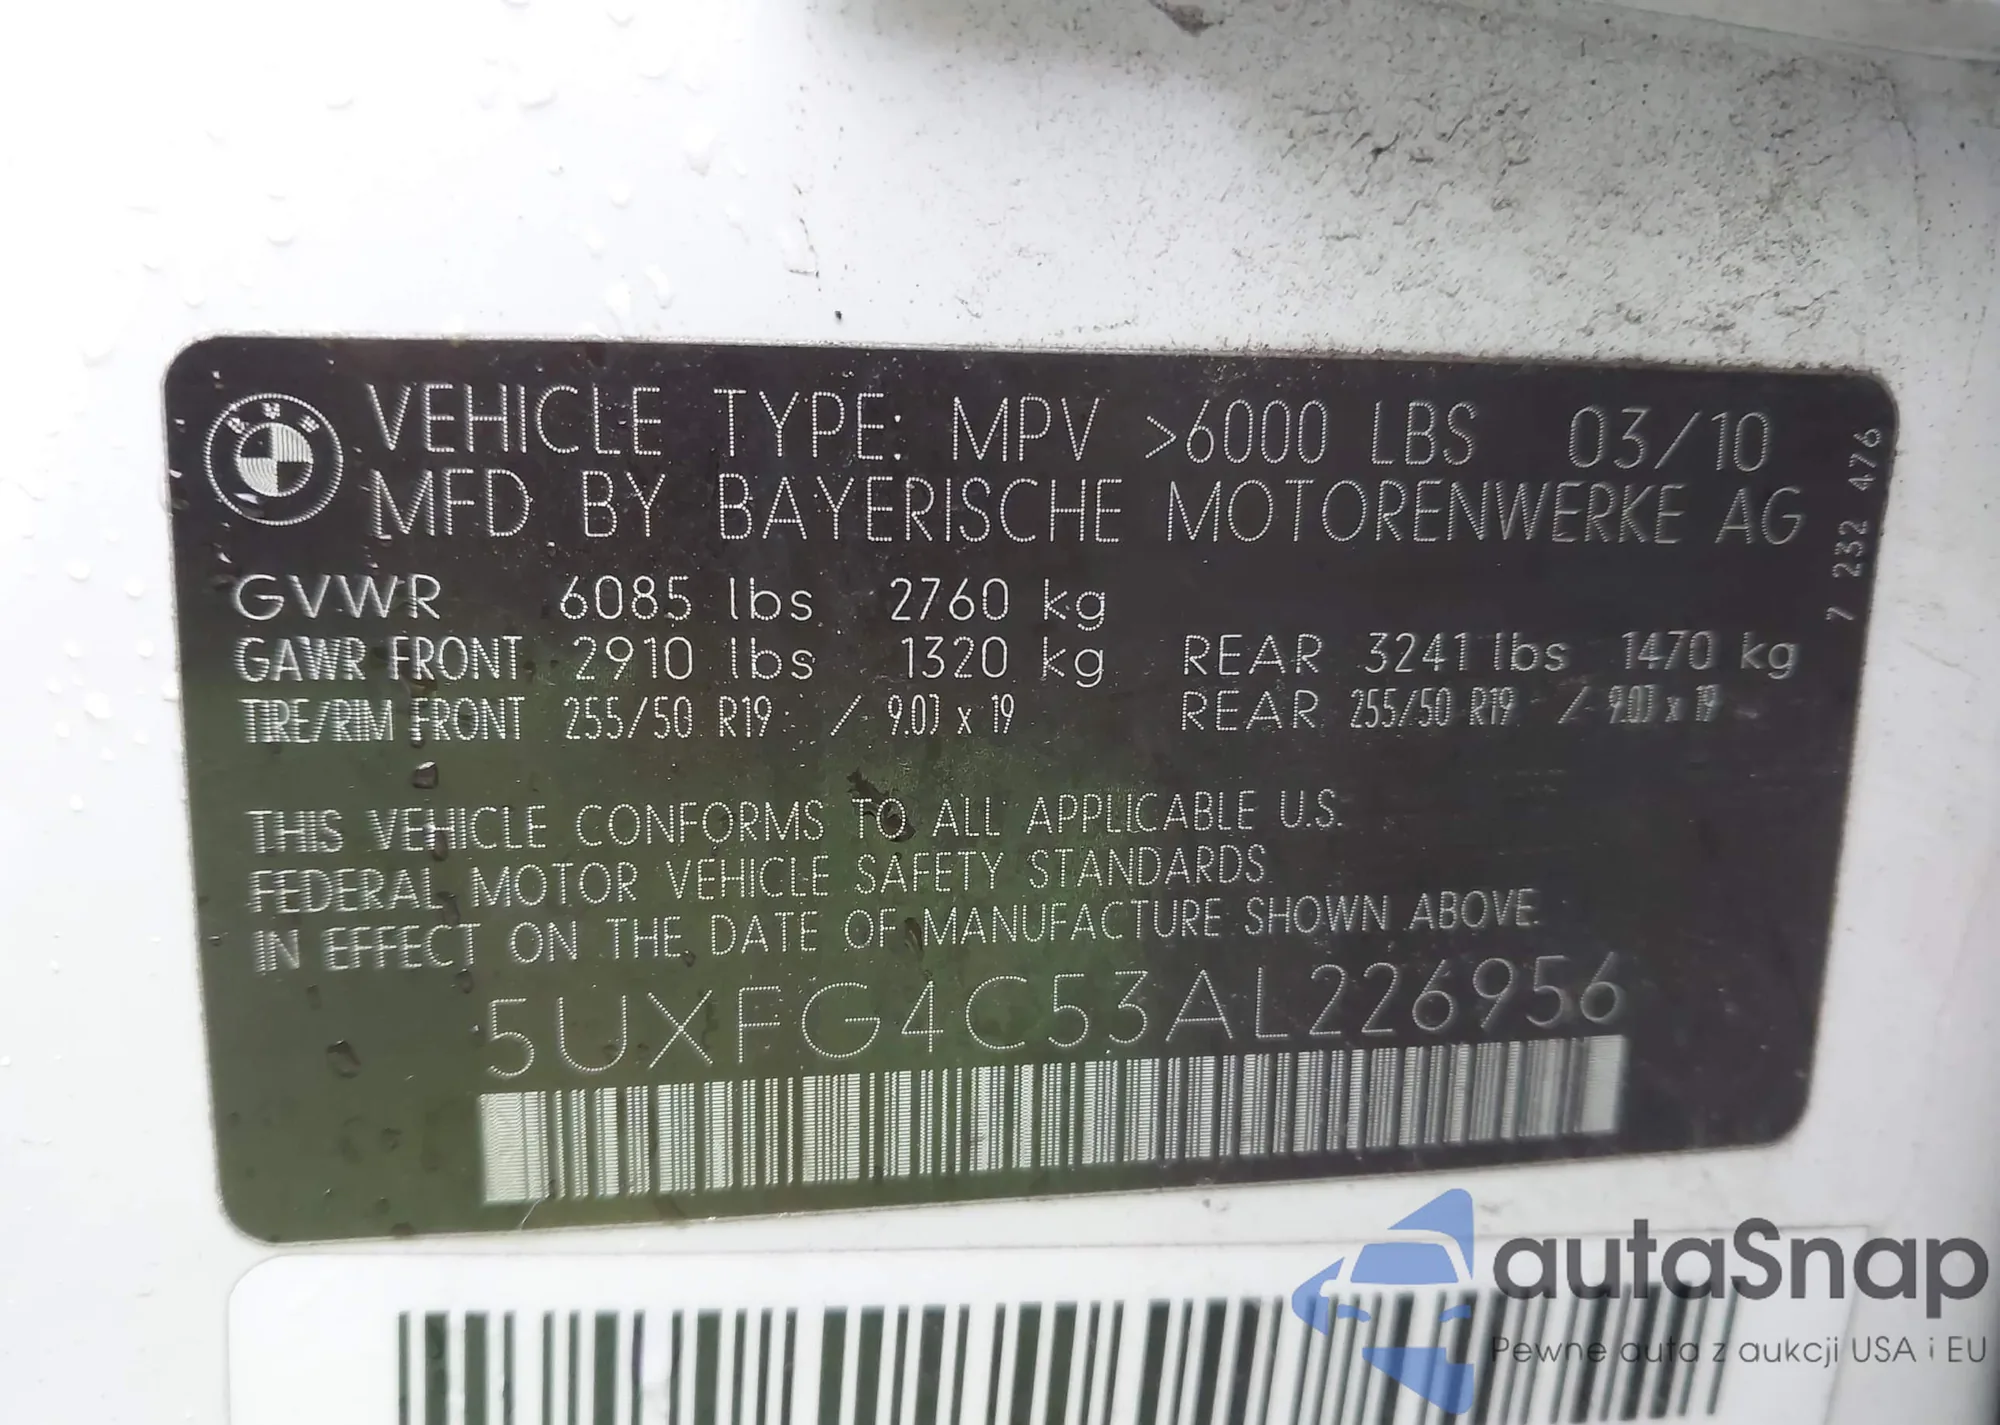 BMW
VEHICLE TYPE: MPV >6000 LBS 03/10
MFD BY BAYERISCHE MOTORENWERKE AG
GVWR 6085 lbs 2760 kg
GAWR FRONT 2910 lbs 1320 kg REAR 3241 lbs 1470 kg
TIRE/RIM FRONT 255/50 R19 / 9.0J x 19 REAR 255/50 R19 / 9.0J x 19
7 232 476
THIS VEHICLE CONFORMS TO ALL APPLICABLE U.S.
FEDERAL MOTOR VEHICLE SAFETY STANDARDS
IN EFFECT ON THE DATE OF MANUFACTURE SHOWN ABOVE.
5UXFG4C53AL226956
autaSnap
Pewne auta z aukcji USA i EU